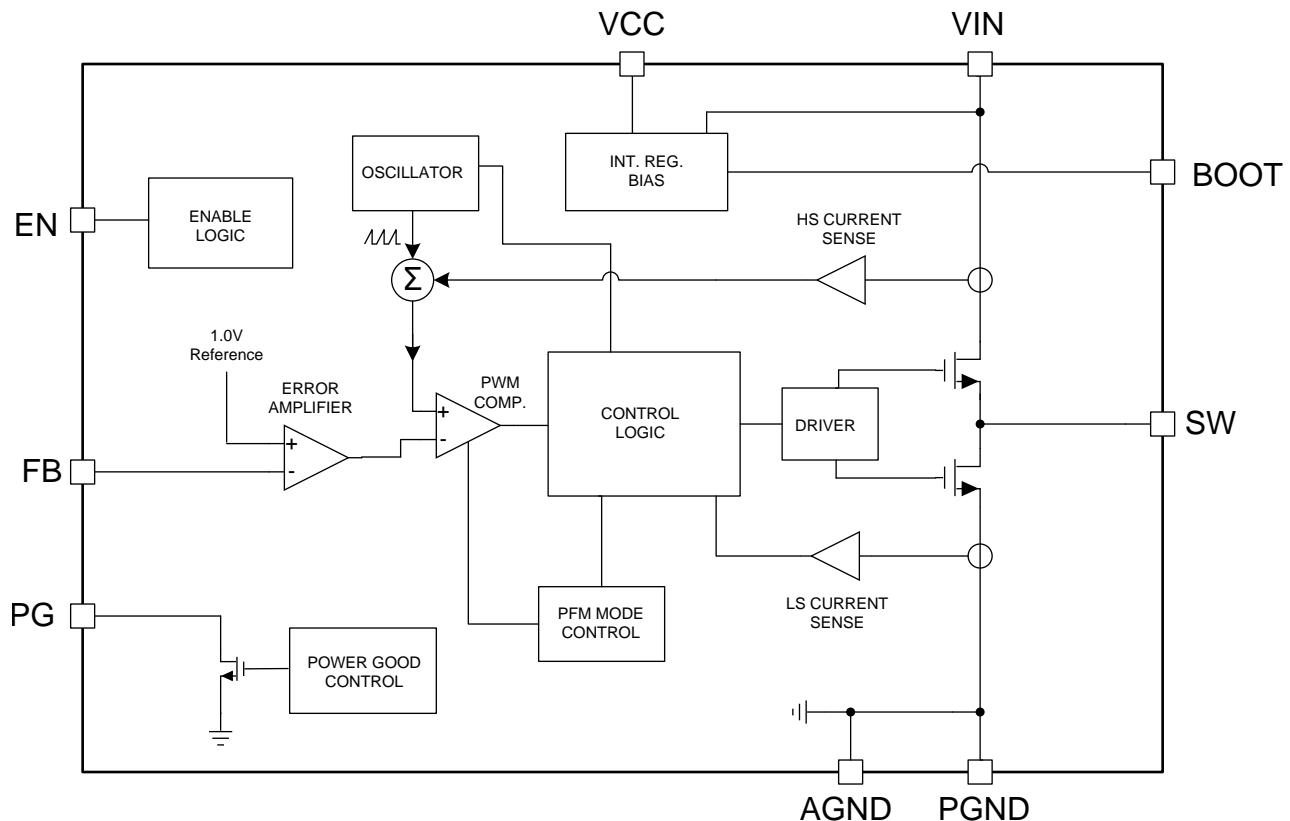 VCC
VIN
OSCILLATOR
INT. REG.
BIAS
BOOT
EN
ENABLE
LOGIC
HS CURRENT
SENSE
Σ
1.0V
Reference
ERROR
AMPLIFIER
PWM
COMP.
+
-
+
-
CONTROL
LOGIC
DRIVER
SW
FB
PG
PFM MODE
CONTROL
LS CURRENT
SENSE
POWER GOOD
CONTROL
AGND
PGND